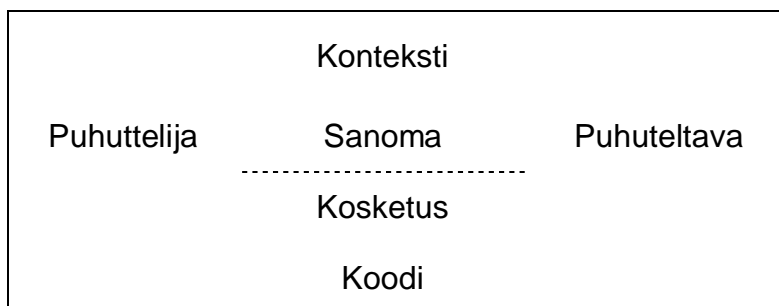 Konteksti
Puhuttelija Sanoma Puhuteltava
Kosketus
Koodi